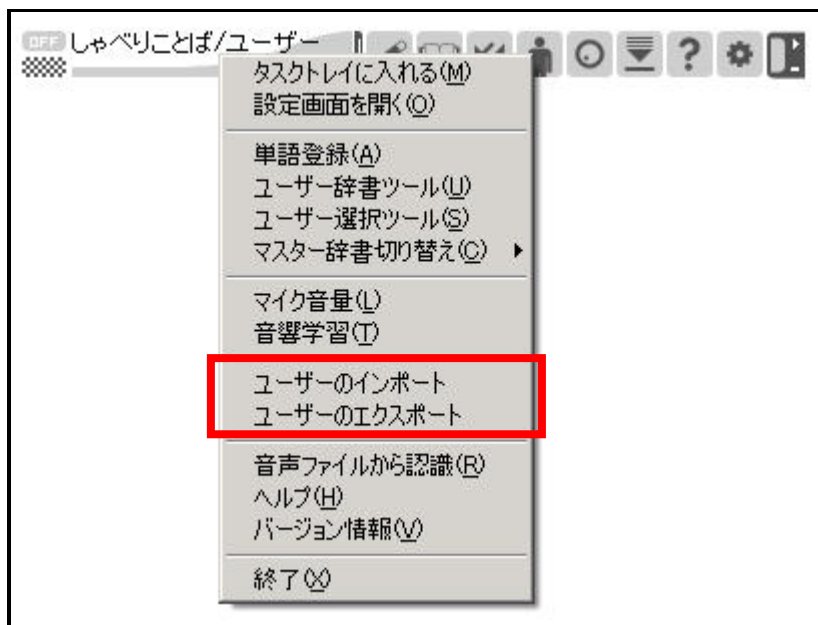 OFF しゃべりことば/ユーザー
?
タスクトレイに入れる(M)
設定画面を開く(O)
単語登録(A)
ユーザー辞書ツール(U)
ユーザー選択ツール(S)
マスター辞書切り替え(C)
マイク音量(L)
音響学習(T)
ユーザーのインポート
ユーザーのエクスポート
音声ファイルから認識(R)
ヘルプ(H)
バージョン情報(V)
終了(X)